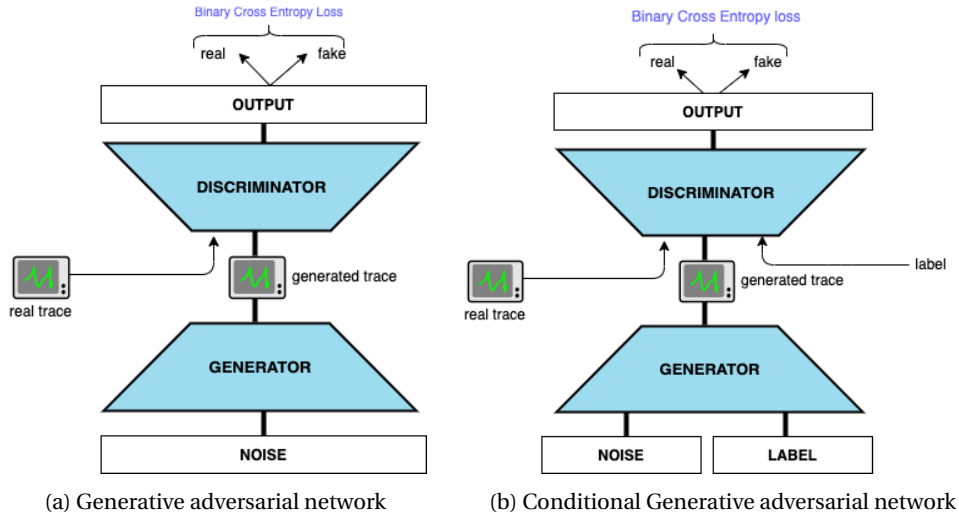 Binary Cross Entropy Loss
real
fake
OUTPUT
DISCRIMINATOR
generated trace
real trace
GENERATOR
NOISE
(a) Generative adversarial network
Binary Cross Entropy loss
real
fake
OUTPUT
DISCRIMINATOR
label
generated trace
real trace
GENERATOR
NOISE
LABEL
(b) Conditional Generative adversarial network